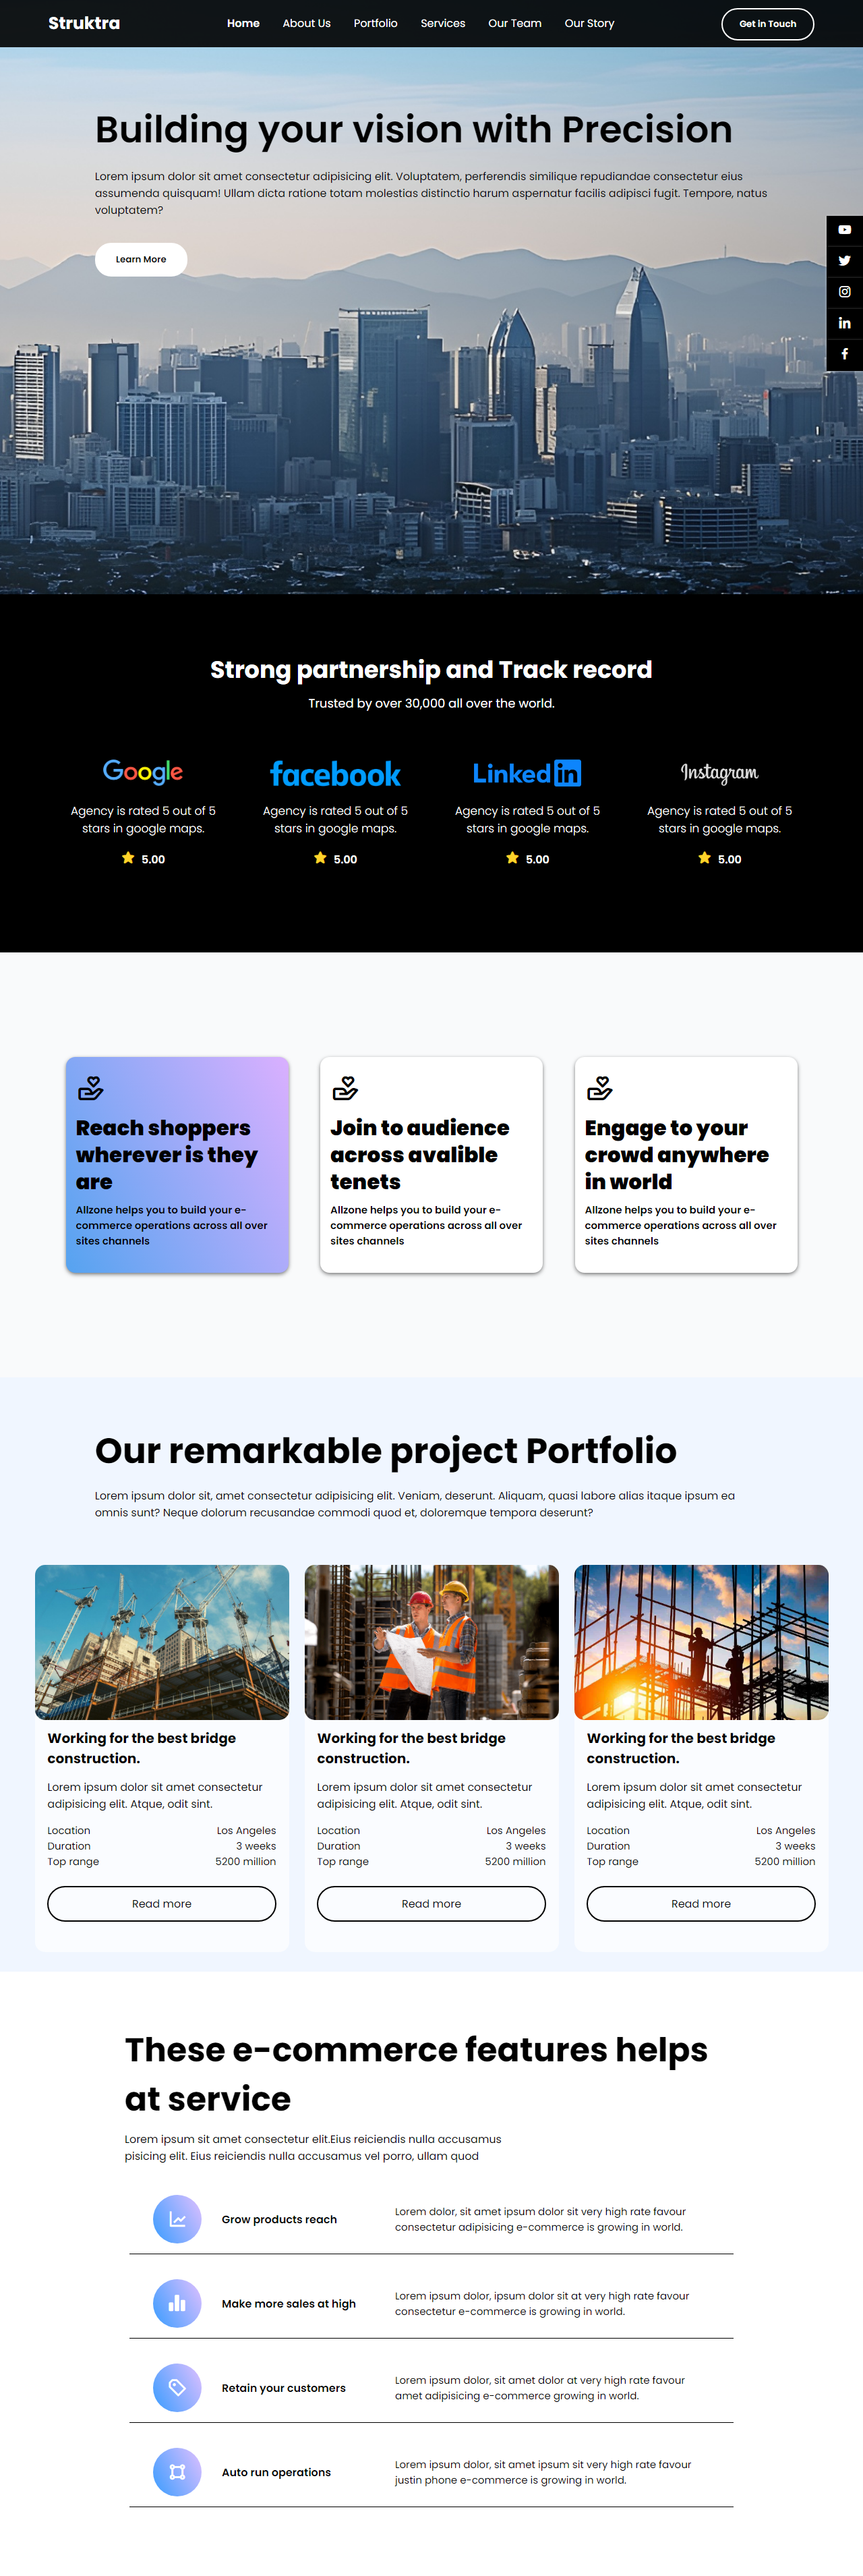 Struktra
Home About Us Portfolio Services Our Team Our Story
Get in Touch
Building your vision with Precision
Lorem ipsum dolor sit amet consectetur adipisicing elit. Voluptatem, perferendis similique repudiandae consectetur eius
assumenda quisquam! Ullam dicta ratione totam molestias distinctio harum aspernatur facilis adipisci fugit. Tempore, natus
voluptatem?
Learn More
Strong partnership and Track record
Trusted by over 30,000 all over the world.
Google
Agency is rated 5 out of 5
stars in google maps.
5.00
facebook
Agency is rated 5 out of 5
stars in google maps.
5.00
Linked in
Agency is rated 5 out of 5
stars in google maps.
5.00
Instagram
Agency is rated 5 out of 5
stars in google maps.
5.00
Reach shoppers
wherever is they
are
Allzone helps you to build your e-
commerce operations across all over
sites channels
Join to audience
across avalible
tenets
Allzone helps you to build your e-
commerce operations across all over
sites channels
Engage to your
crowd anywhere
in world
Allzone helps you to build your e-
commerce operations across all over
sites channels
Our remarkable project Portfolio
Lorem ipsum dolor sit, amet consectetur adipisicing elit. Veniam, deserunt. Aliquam, quasi labore alias itaque ipsum ea
omnis sunt? Neque dolorum recusandae commodi quod et, doloremque tempora deserunt?
Working for the best bridge
construction.
Lorem ipsum dolor sit amet consectetur
adipisicing elit. Atque, odit sint.
Location Los Angeles
Duration 3 weeks
Top range 5200 million
Read more
Working for the best bridge
construction.
Lorem ipsum dolor sit amet consectetur
adipisicing elit. Atque, odit sint.
Location Los Angeles
Duration 3 weeks
Top range 5200 million
Read more
Working for the best bridge
construction.
Lorem ipsum dolor sit amet consectetur
adipisicing elit. Atque, odit sint.
Location Los Angeles
Duration 3 weeks
Top range 5200 million
Read more
These e-commerce features helps
at service
Lorem ipsum sit amet consectetur elit.Eius reiciendis nulla accusamus
pisicing elit. Eius reiciendis nulla accusamus vel porro, ullam quod
Grow products reach
Lorem dolor, sit amet ipsum dolor sit very high rate favour
consectetur adipisicing e-commerce is growing in world.
Make more sales at high
Lorem ipsum dolor, ipsum dolor sit at very high rate favour
consectetur e-commerce is growing in world.
Retain your customers
Lorem ipsum dolor, sit amet dolor at very high rate favour
amet adipisicing e-commerce growing in world.
Auto run operations
Lorem ipsum dolor, sit amet ipsum sit very high rate favour
justin phone e-commerce is growing in world.